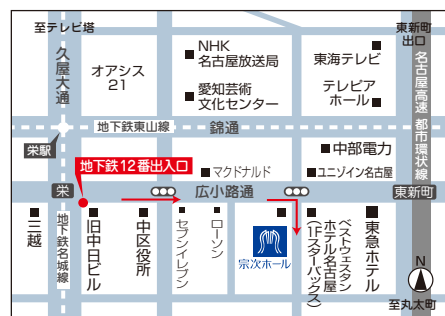 至テレビ塔
東新町
出口
久屋大通
オアシス
21
NHK
名古屋放送局
愛知芸術
文化センター
東海テレビ
テレピア
ホール
名古屋高速 都市環状線
地下鉄東山線
錦通
栄駅
中部電力
地下鉄12番出入口
マクドナルド
ユニゾイン名古屋
栄
広小路通
東新町
三越
地下鉄名城線
旧中日ビル
中区役所
セブンイレブン
ローソン
宗次ホール
ベストウェスタン
ホテル名古屋
(1Fスターバックス)
東急ホテル
N
至丸太町